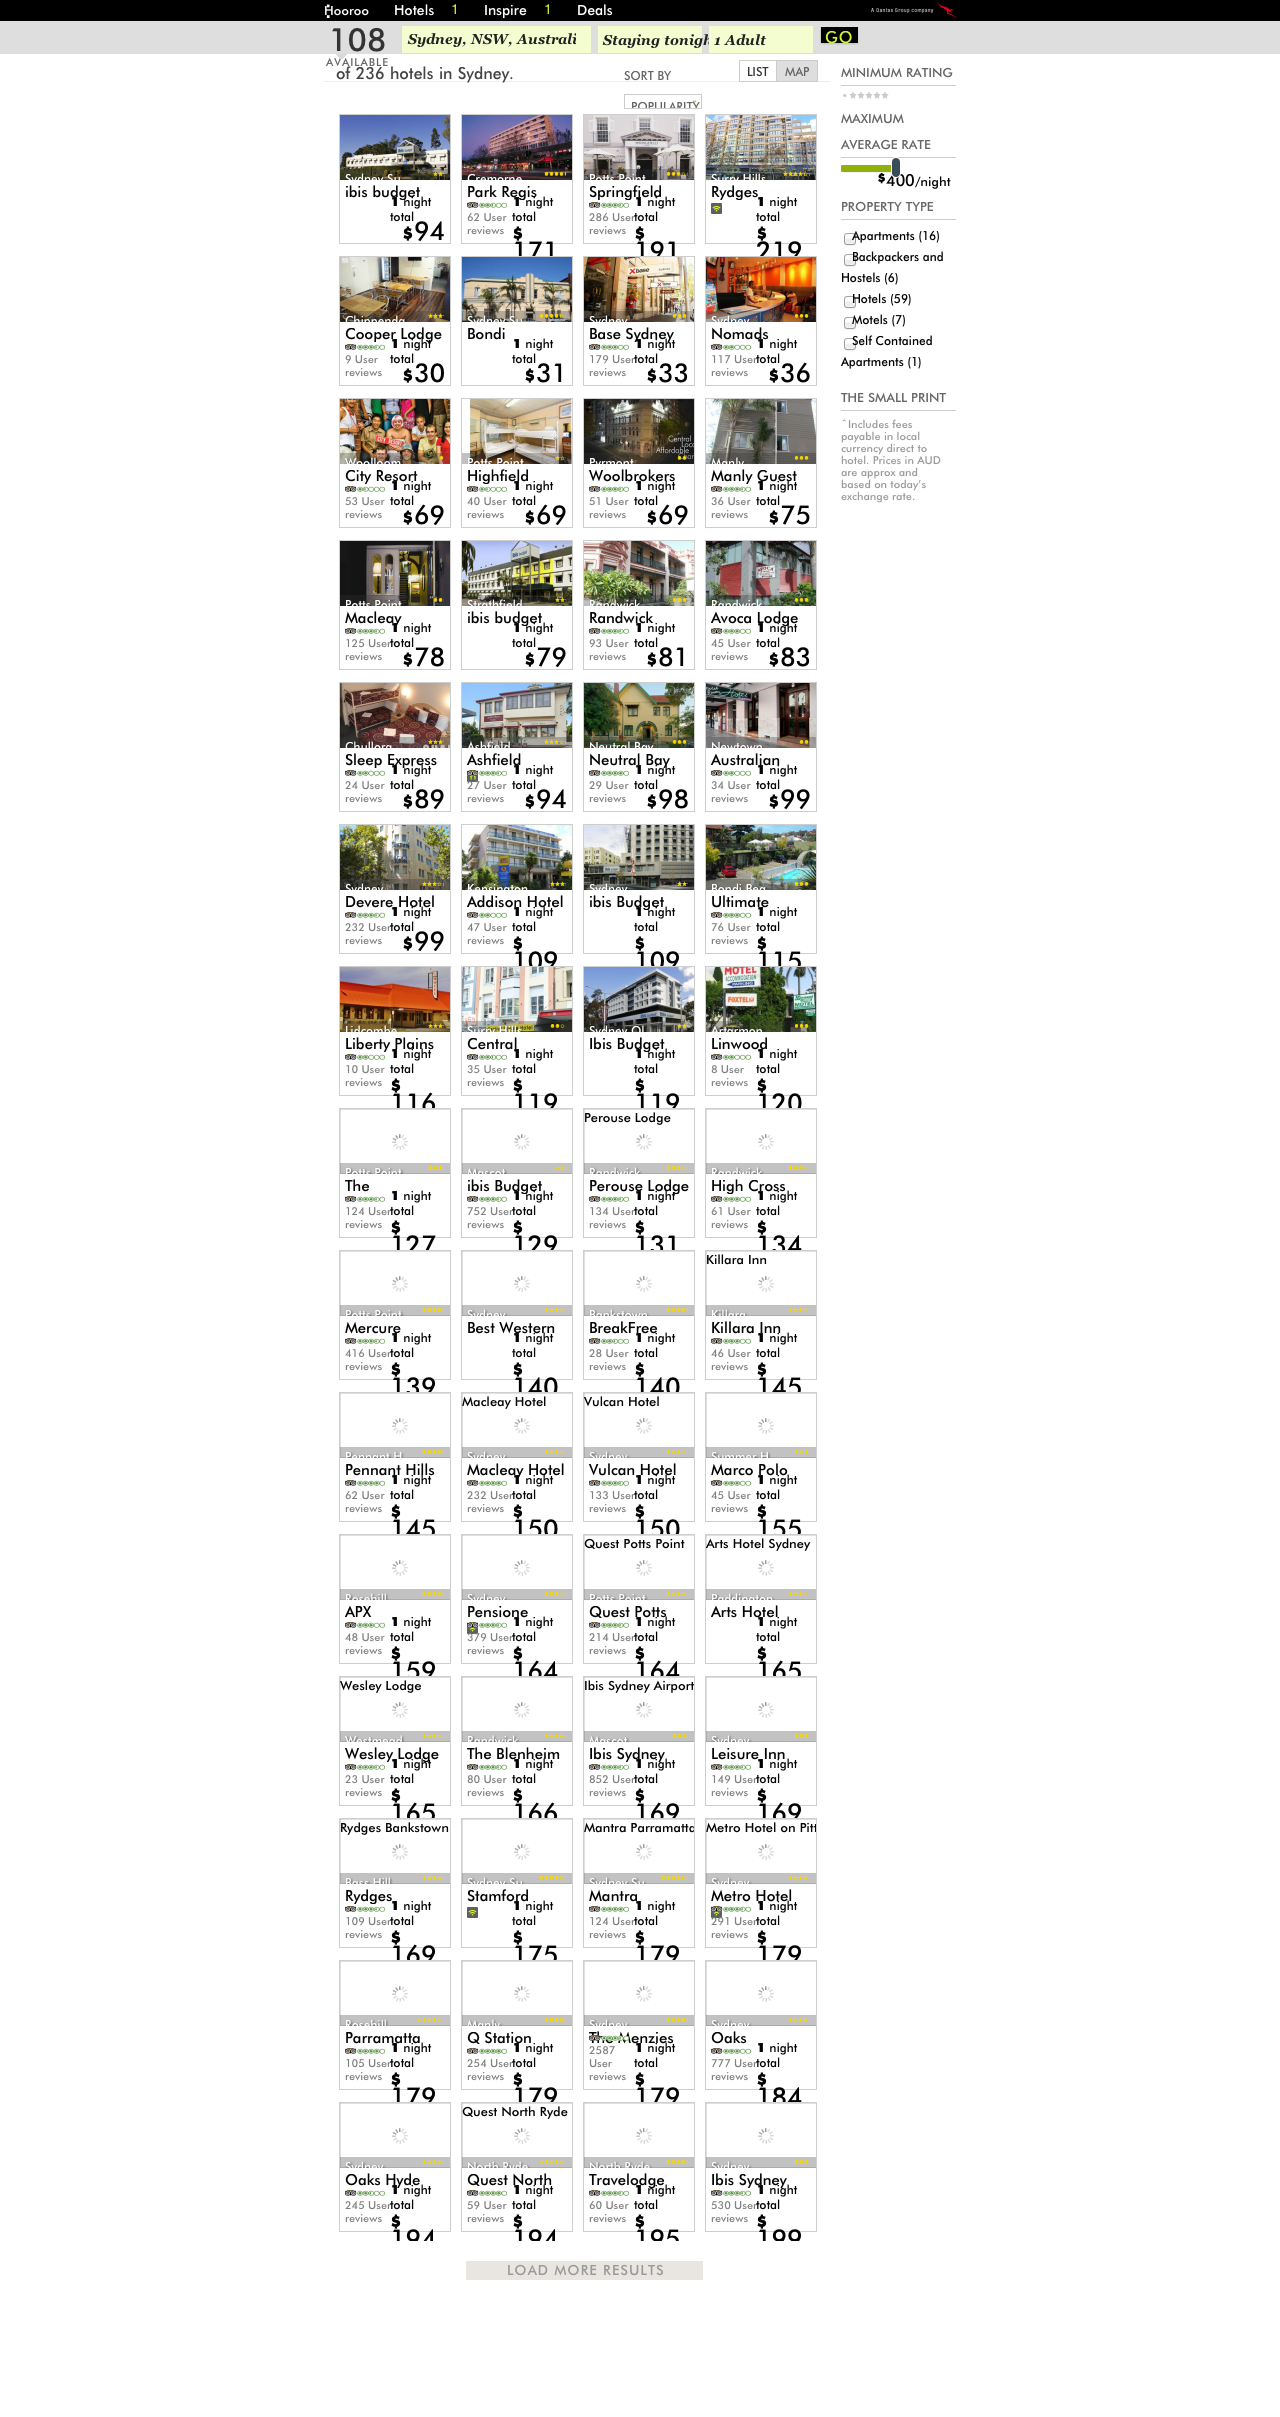 Hooroo Hotels 1 Inspire 1 Deals A Qantas Group company
108 Sydney, NSW, Australi Staying tonigh 1 Adult GO
AVAILABLE
of 236 hotels in Sydney. SORT BY LIST MAP
POPULARITY
MINIMUM RATING
MAXIMUM
AVERAGE RATE
$400/night
PROPERTY TYPE
Apartments (16)
Backpackers and
Hostels (6)
Hotels (59)
Motels (7)
Self Contained
Apartments (1)
THE SMALL PRINT
^Includes fees
payable in local
currency direct to
hotel. Prices in AUD
are approx and
based on today's
exchange rate.
Sydney Su
ibis budget
1 night
total
$94
Cremorne
Park Regis
1 night
62 User total
reviews $
171
Potts Point
Springfield
1 night
286 User total
reviews $
191
Surry Hills
Rydges
1 night
total
$
219
Chippenda
Cooper Lodge
1 night
9 User total
reviews $30
Sydney Su
Bondi
1 night
total
$31
Sydney
Base Sydney
1 night
179 User total
reviews $33
Sydney
Nomads
1 night
117 User total
reviews $36
Woolloom
City Resort
1 night
53 User total
reviews $69
Potts Point
Highfield
1 night
40 User total
reviews $69
Pyrmont
Woolbrokers
1 night
51 User total
reviews $69
Manly
Manly Guest
1 night
36 User total
reviews $75
Potts Point
Macleay
1 night
125 User total
reviews $78
Strathfield
ibis budget
1 night
total
$79
Randwick
Randwick
1 night
93 User total
reviews $81
Randwick
Avoca Lodge
1 night
45 User total
reviews $83
Chullora
Sleep Express
1 night
24 User total
reviews $89
Ashfield
Ashfield
1 night
27 User total
reviews $94
Neutral Bay
Neutral Bay
1 night
29 User total
reviews $98
Newtown
Australian
1 night
34 User total
reviews $99
Sydney
Devere Hotel
1 night
232 User total
reviews $99
Kensington
Addison Hotel
1 night
47 User total
reviews $
109
Sydney
ibis Budget
1 night
total
$
109
Bondi Bea
Ultimate
1 night
76 User total
reviews $
115
Lidcombe
Liberty Plains
1 night
10 User total
reviews $
116
Surry Hills
Central
1 night
35 User total
reviews $
119
Sydney Ol
Ibis Budget
1 night
total
$
119
MOTEL
FOXTEL
Artarmon
Linwood
1 night
8 User total
reviews $
120
Potts Point
The
1 night
124 User total
reviews $
127
Mascot
ibis Budget
1 night
752 User total
reviews $
129
Perouse Lodge
Randwick
Perouse Lodge
1 night
134 User total
reviews $
131
Randwick
High Cross
1 night
61 User total
reviews $
134
Potts Point
Mercure
1 night
416 User total
reviews $
139
Sydney
Best Western
1 night
total
$
140
Bankstown
BreakFree
1 night
28 User total
reviews $
140
Killara Inn
Killara
Killara Inn
1 night
46 User total
reviews $
145
Pennant H
Pennant Hills
1 night
62 User total
reviews $
145
Macleay Hotel
Sydney
Macleay Hotel
1 night
232 User total
reviews $
150
Vulcan Hotel
Sydney
Vulcan Hotel
1 night
133 User total
reviews $
150
Summer H
Marco Polo
1 night
45 User total
reviews $
155
Rosehill
APX
1 night
48 User total
reviews $
159
Sydney
Pensione
1 night
379 User total
reviews $
164
Quest Potts Point
Potts Point
Quest Potts
1 night
214 User total
reviews $
164
Arts Hotel Sydney
Paddington
Arts Hotel
1 night
total
$
165
Wesley Lodge
Westmead
Wesley Lodge
1 night
23 User total
reviews $
165
Randwick
The Blenheim
1 night
80 User total
reviews $
166
Ibis Sydney Airport
Mascot
Ibis Sydney
1 night
852 User total
reviews $
169
Sydney
Leisure Inn
1 night
149 User total
reviews $
169
Rydges Bankstown
Bass Hill
Rydges
1 night
109 User total
reviews $
169
Sydney Su
Stamford
1 night
total
$
175
Mantra Parramatta
Sydney Su
Mantra
1 night
124 User total
reviews $
179
Metro Hotel on Pitt
Sydney
Metro Hotel
1 night
291 User total
reviews $
179
Rosehill
Parramatta
1 night
105 User total
reviews $
179
Manly
Q Station
1 night
254 User total
reviews $
179
Sydney
The Menzies
2587 1 night
User total
reviews $
179
Sydney
Oaks
1 night
777 User total
reviews $
184
Sydney
Oaks Hyde
1 night
245 User total
reviews $
194
Quest North Ryde
North Ryde
Quest North
1 night
59 User total
reviews $
194
North Ryde
Travelodge
1 night
60 User total
reviews $
195
Sydney
Ibis Sydney
1 night
530 User total
reviews $
199
LOAD MORE RESULTS